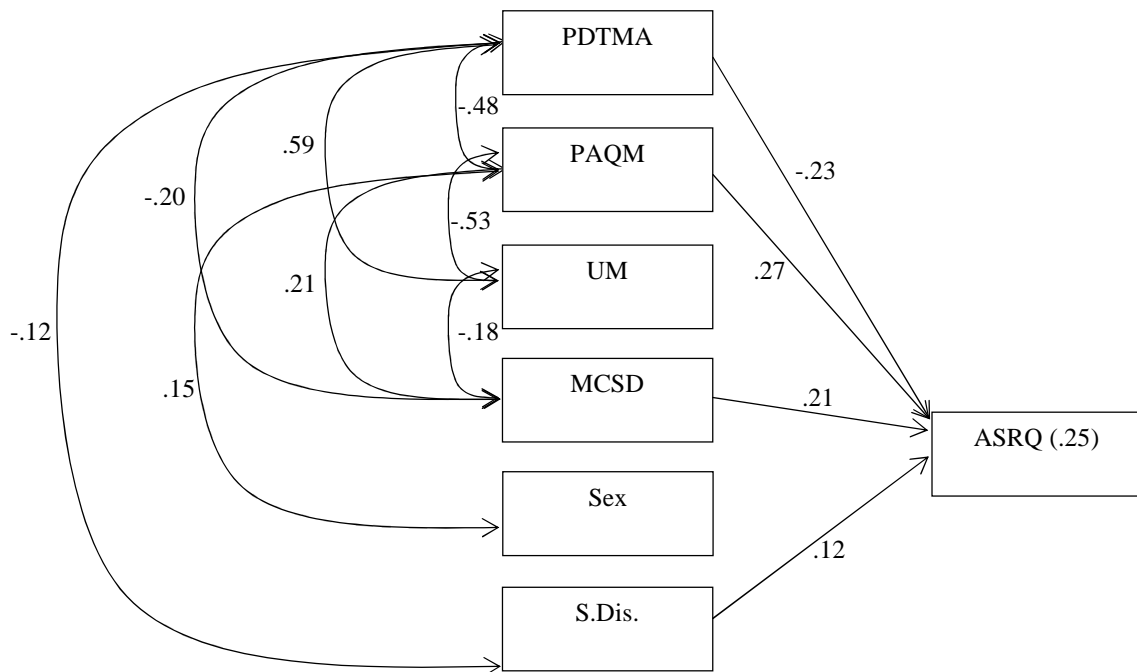 PDTMA
-.48
.59
PAQM
-.23
-.20
-.53
.27
UM
.21
-.18
-.12
.15
MCSD
.21
ASRQ (.25)
Sex
.12
S.Dis.